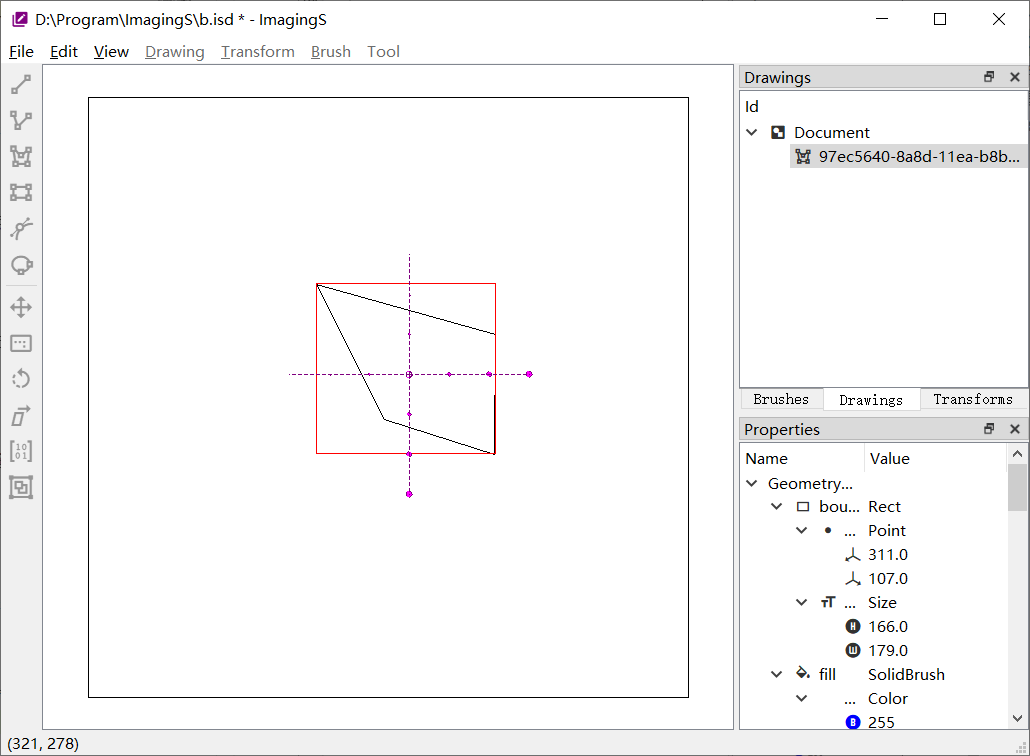 D:\Program\ImagingS\b.isd * - ImagingS
File Edit View Drawing Transform Brush Tool
Drawings
Id
Document
97ec5640-8a8d-11ea-b8b...
Brushes Drawings Transforms
Properties
Name Value
Geometry...
bou... Rect
... Point
311.0
107.0
... Size
H 166.0
W 179.0
fill SolidBrush
... Color
B 255
10
01
(321, 278)